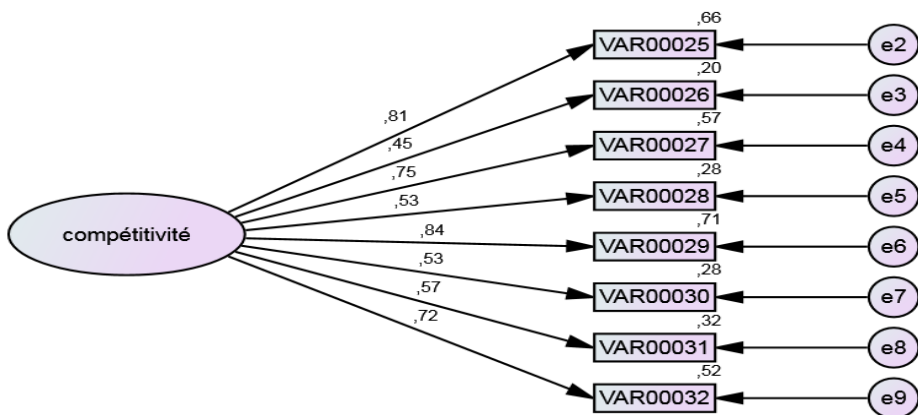 ,66
VAR00025 e2
,20
VAR00026 e3
,81
,57
,45
VAR00027 e4
,75
,28
,53
VAR00028 e5
,71
compétitivité
,84
VAR00029 e6
,28
,53
VAR00030 e7
,57
,32
,72
VAR00031 e8
,52
VAR00032 e9